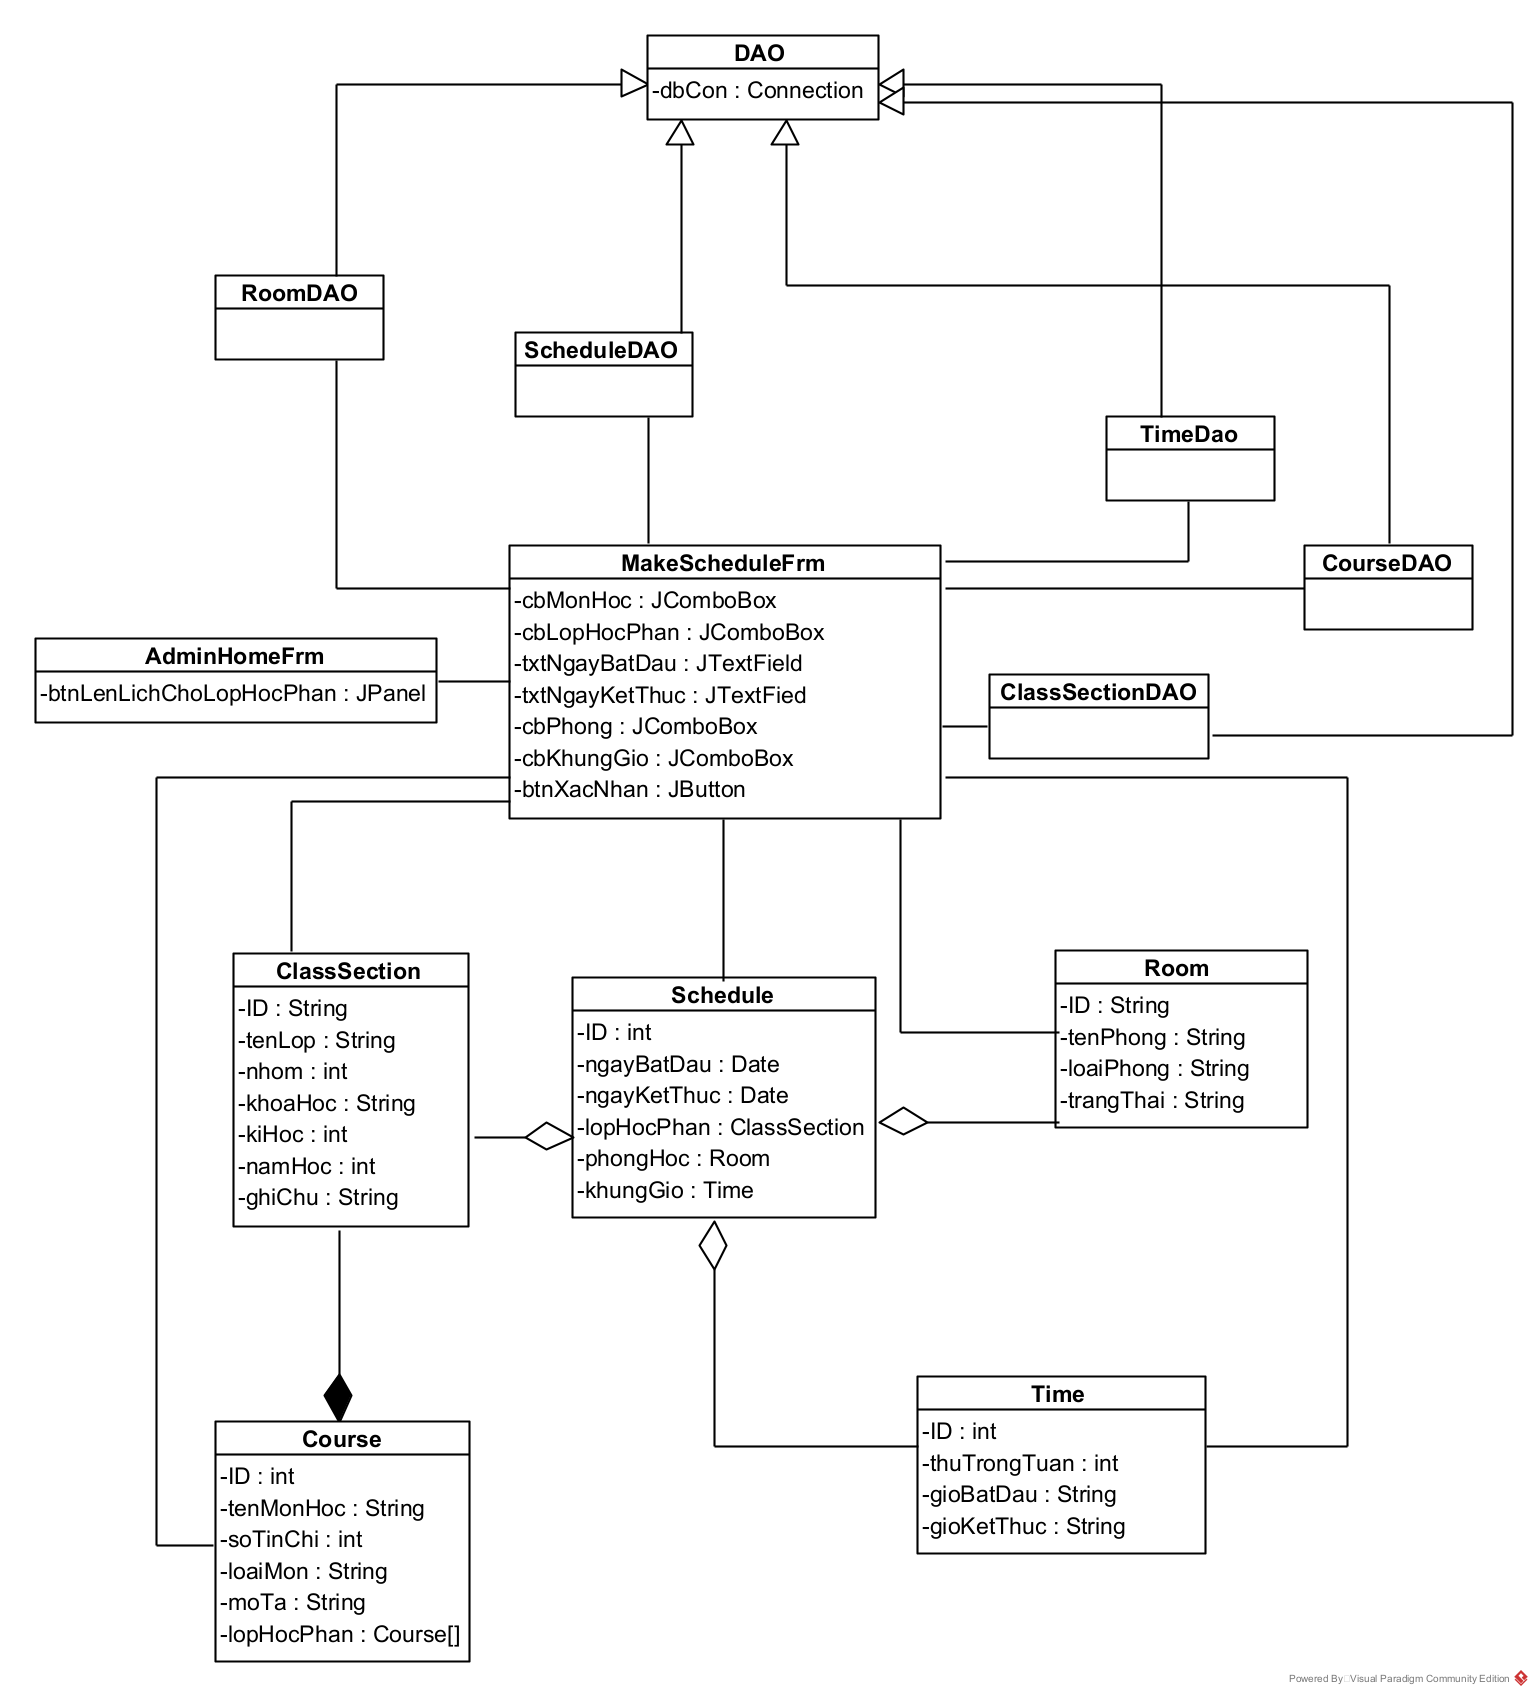 DAO
-dbCon : Connection
RoomDAO
ScheduleDAO
TimeDao
CourseDAO
MakeScheduleFrm
-cbMonHoc : JComboBox
-cbLopHocPhan : JComboBox
-txtNgayBatDau : JTextField
-txtNgayKetThuc : JTextFied
-cbPhong : JComboBox
-cbKhungGio : JComboBox
-btnXacNhan : JButton
AdminHomeFrm
-btnLenLichChoLopHocPhan : JPanel
ClassSectionDAO
ClassSection
-ID : String
-tenLop : String
-nhom : int
-khoaHoc : String
-kiHoc : int
-namHoc : int
-ghiChu : String
Schedule
-ID : int
-ngayBatDau : Date
-ngayKetThuc : Date
-lopHocPhan : ClassSection
-phongHoc : Room
-khungGio : Time
Room
-ID : String
-tenPhong : String
-loaiPhong : String
-trangThai : String
Course
-ID : int
-tenMonHoc : String
-soTinChi : int
-loaiMon : String
-moTa : String
-lopHocPhan : Course[]
Time
-ID : int
-thuTrongTuan : int
-gioBatDau : String
-gioKetThuc : String
Powered By Visual Paradigm Community Edition